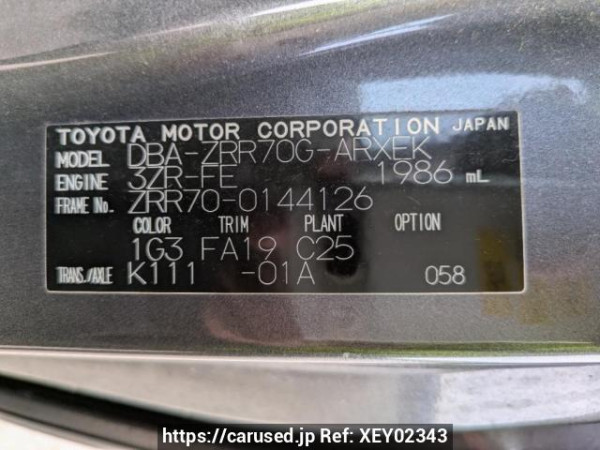 TOYOTA MOTOR CORPORATION JAPAN
MODEL DBA-ZRR70G-ARXEK
ENGINE 3ZR-FE 1986 mL
FRAME No. ZRR70-0144126
COLOR TRIM PLANT OPTION
1G3 FA19 C25
TRANS./AXLE K111 -01A 058
https://carused.jp Ref: XEY02343